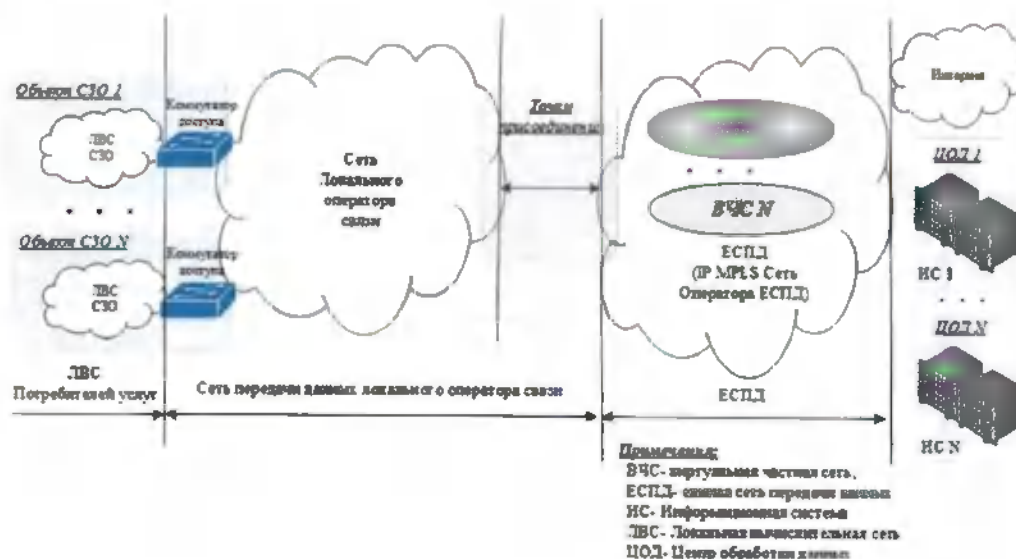 Объект СЗО 1
Коммутатор
доступа
ЛВС
СЗО
Объект СЗО N
Коммутатор
доступа
ЛВС
СЗО
ЛВС
Потребителей услуг
Сеть
Локального
оператора
связи
Сеть передачи данных локального оператора связи
Точки
присоединения
ВЧС N
ЕСПД
(IP MPLS Сеть
Оператора ЕСПД)
ЕСПД
Интернет
ЦОД 1
ИС 1
ЦОД N
ИС N
Примечания:
ВЧС- виртуальная частная сеть,
ЕСПД- единая сеть передачи данных
ИС- Информационная система
ЛВС- Локальная вычислительная сеть
ЦОД- Центр обработки данных